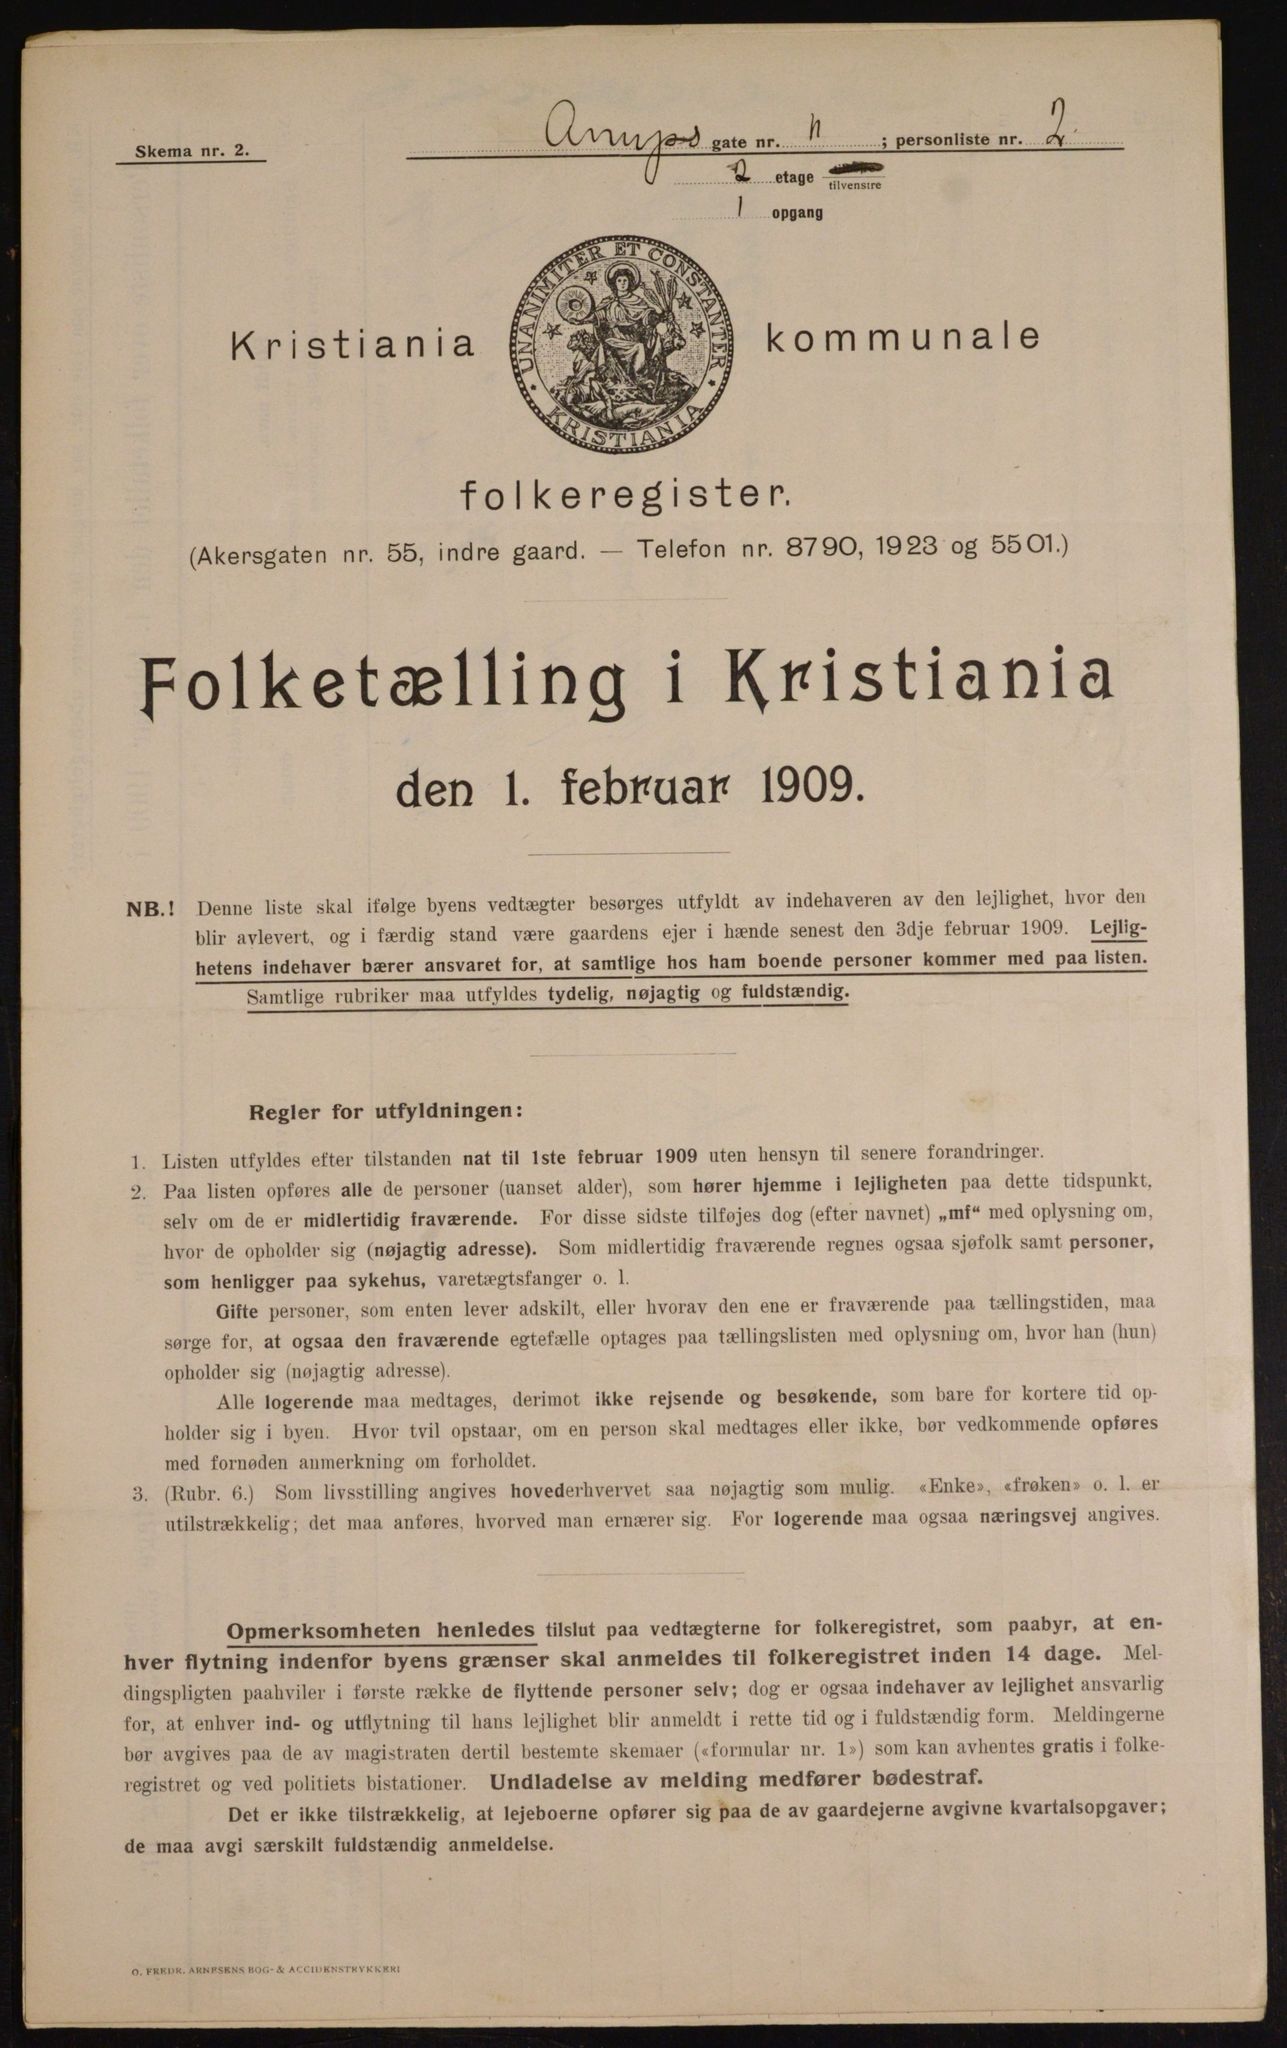 Skema nr. 2.
Arups gate nr. 11 ; personliste nr. 2
2 etage tilvenstre
1 opgang
UNANIMITER ET CONSTANTER
KRISTIANIA
Kristiania kommunale
folkeregister.
(Akersgaten nr. 55, indre gaard. — Telefon nr. 8790, 1923 og 5501.)
Folketælling i Kristiania
den 1. februar 1909.
NB.! Denne liste skal ifølge byens vedtægter besørges utfyldt av indehaveren av den lejlighet, hvor den
blir avlevert, og i færdig stand være gaardens ejer i hænde senest den 3dje februar 1909. Lejlig-
hetens indehaver bærer ansvaret for, at samtlige hos ham boende personer kommer med paa listen.
Samtlige rubriker maa utfyldes tydelig, nøjagtig og fuldstændig.
Regler for utfyldningen:
1. Listen utfyldes efter tilstanden nat til 1ste februar 1909 uten hensyn til senere forandringer.
2. Paa listen opføres alle de personer (uanset alder), som hører hjemme i lejligheten paa dette tidspunkt,
selv om de er midlertidig fraværende. For disse sidste tilføjes dog (efter navnet) „mf“ med oplysning om,
hvor de opholder sig (nøjagtig adresse). Som midlertidig fraværende regnes ogsaa sjøfolk samt personer,
som henligger paa sykehus, varetægtsfanger o. l.
Gifte personer, som enten lever adskilt, eller hvorav den ene er fraværende paa tællingstiden, maa
sørge for, at ogsaa den fraværende egtefælle optages paa tællingslisten med oplysning om, hvor han (hun)
opholder sig (nøjagtig adresse).
Alle logerende maa medtages, derimot ikke rejsende og besøkende, som bare for kortere tid op-
holder sig i byen. Hvor tvil opstaar, om en person skal medtages eller ikke, bør vedkommende opføres
med fornøden anmerkning om forholdet.
3. (Rubr. 6.) Som livsstilling angives hovederhvervet saa nøjagtig som mulig. «Enke», «frøken» o. l. er
utilstrækkelig; det maa anføres, hvorved man ernærer sig. For logerende maa ogsaa næringsvej angives.
Opmerksomheten henledes tilslut paa vedtægterne for folkeregistret, som paabyr, at en-
hver flytning indenfor byens grænser skal anmeldes til folkeregistret inden 14 dage. Mel-
dingspligten paahviler i første række de flyttende personer selv; dog er ogsaa indehaver av lejlighet ansvarlig
for, at enhver ind- og utflytning til hans lejlighet blir anmeldt i rette tid og i fuldstændig form. Meldingerne
bør avgives paa de av magistraten dertil bestemte skemaer («formular nr. 1») som kan avhentes gratis i folke-
registret og ved politiets bistationer. Undladelse av melding medfører bødestraf.
Det er ikke tilstrækkelig, at lejeboerne opfører sig paa de av gaardejerne avgivne kvartalsopgaver;
de maa avgi særskilt fuldstændig anmeldelse.
O. FREDR. ARNESENS BOG- & ACCIDENSTRYKKERI